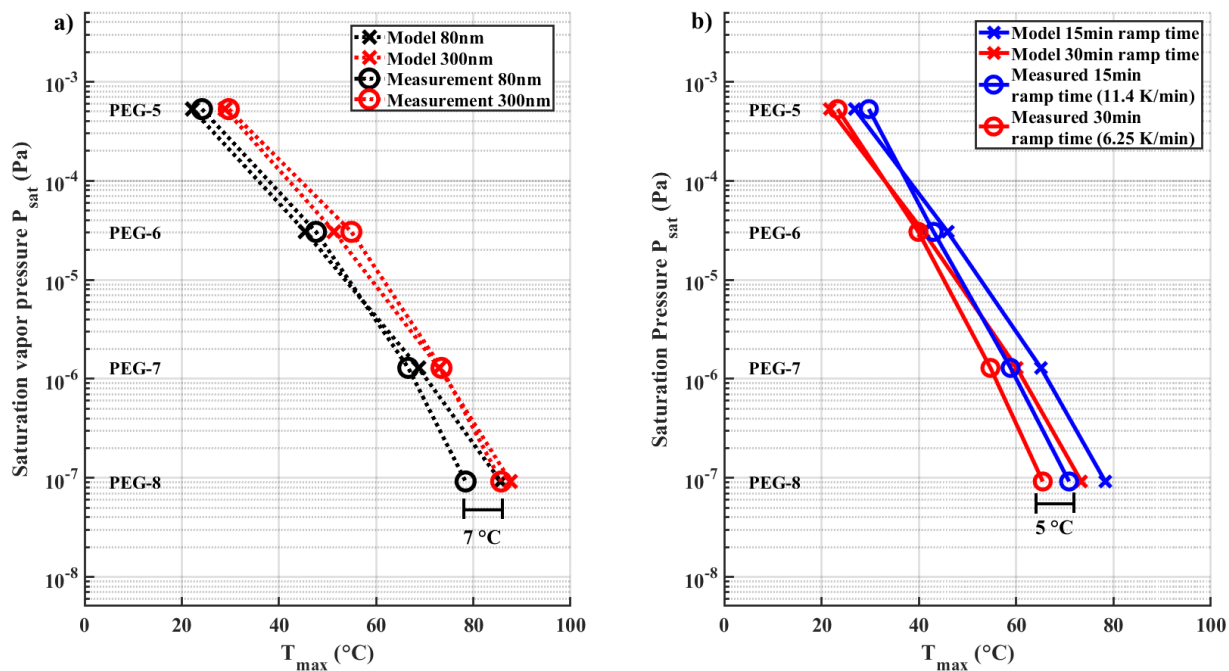 a)
Model 80nm
Model 300nm
Measurement 80nm
Measurement 300nm
Saturation vapor pressure P_sat (Pa)
10^-3
10^-4
10^-5
10^-6
10^-7
10^-8
PEG-5
PEG-6
PEG-7
PEG-8
7 °C
0 20 40 60 80 100
T_max (°C)
b)
Model 15min ramp time
Model 30min ramp time
Measured 15min
ramp time (11.4 K/min)
Measured 30min
ramp time (6.25 K/min)
Saturation Pressure P_sat (Pa)
10^-3
10^-4
10^-5
10^-6
10^-7
10^-8
PEG-5
PEG-6
PEG-7
PEG-8
5 °C
0 20 40 60 80 100
T_max (°C)